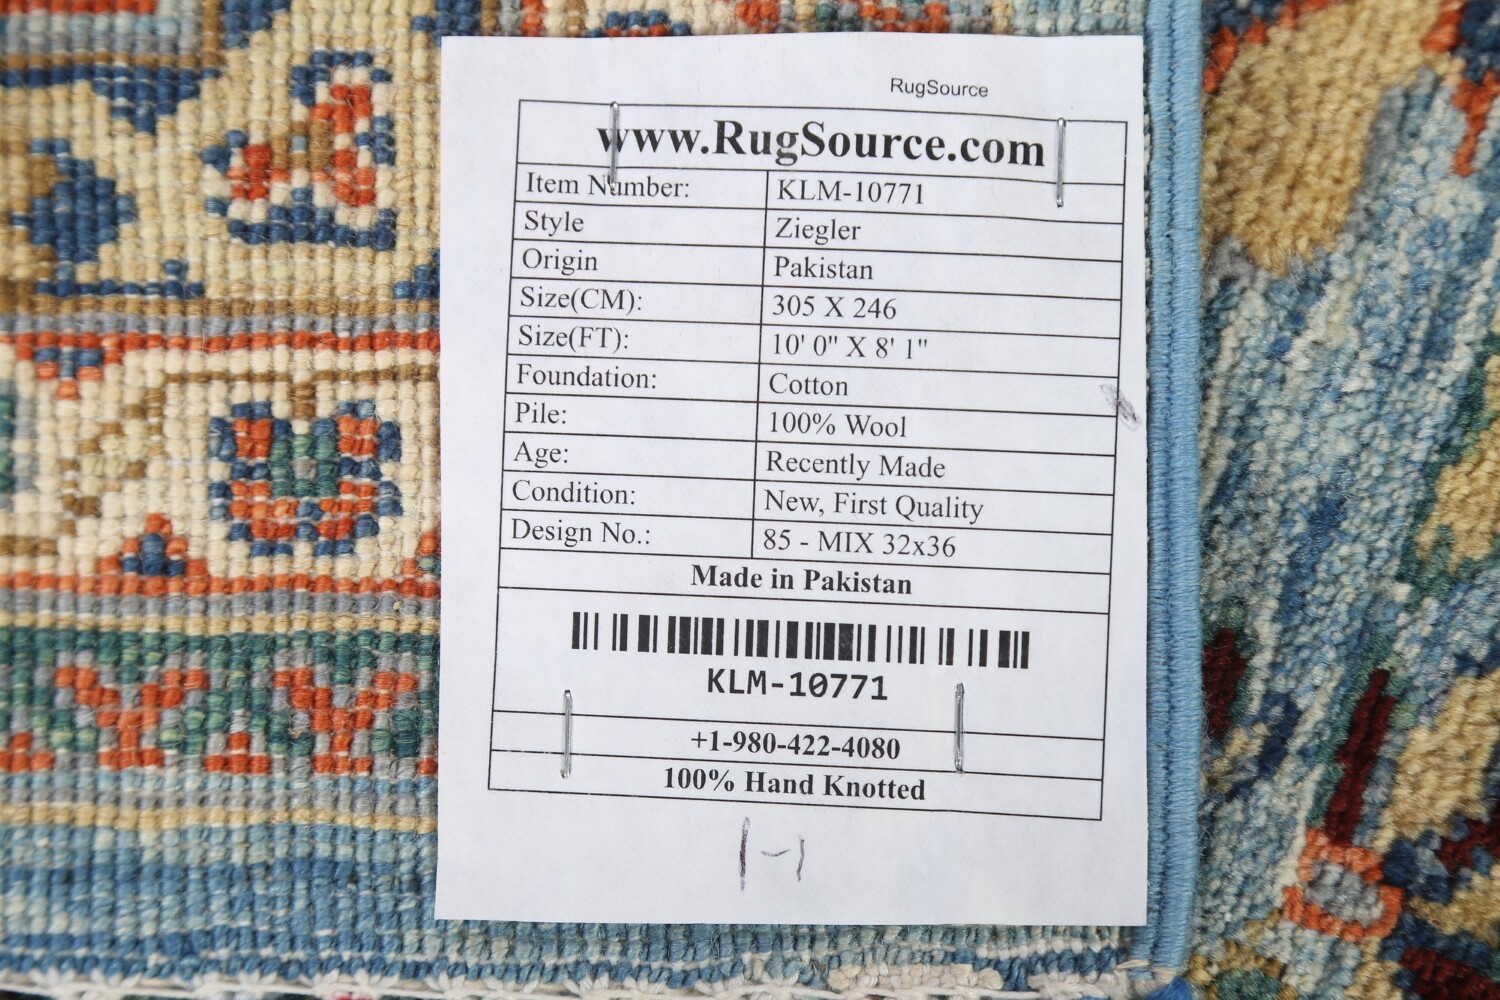 RugSource
www.RugSource.com
Item Number: KLM-10771
Style Ziegler
Origin Pakistan
Size(CM): 305 X 246
Size(FT): 10' 0" X 8' 1"
Foundation: Cotton
Pile: 100% Wool
Age: Recently Made
Condition: New, First Quality
Design No.: 85 - MIX 32x36
Made in Pakistan
KLM-10771
+1-980-422-4080
100% Hand Knotted
1-1